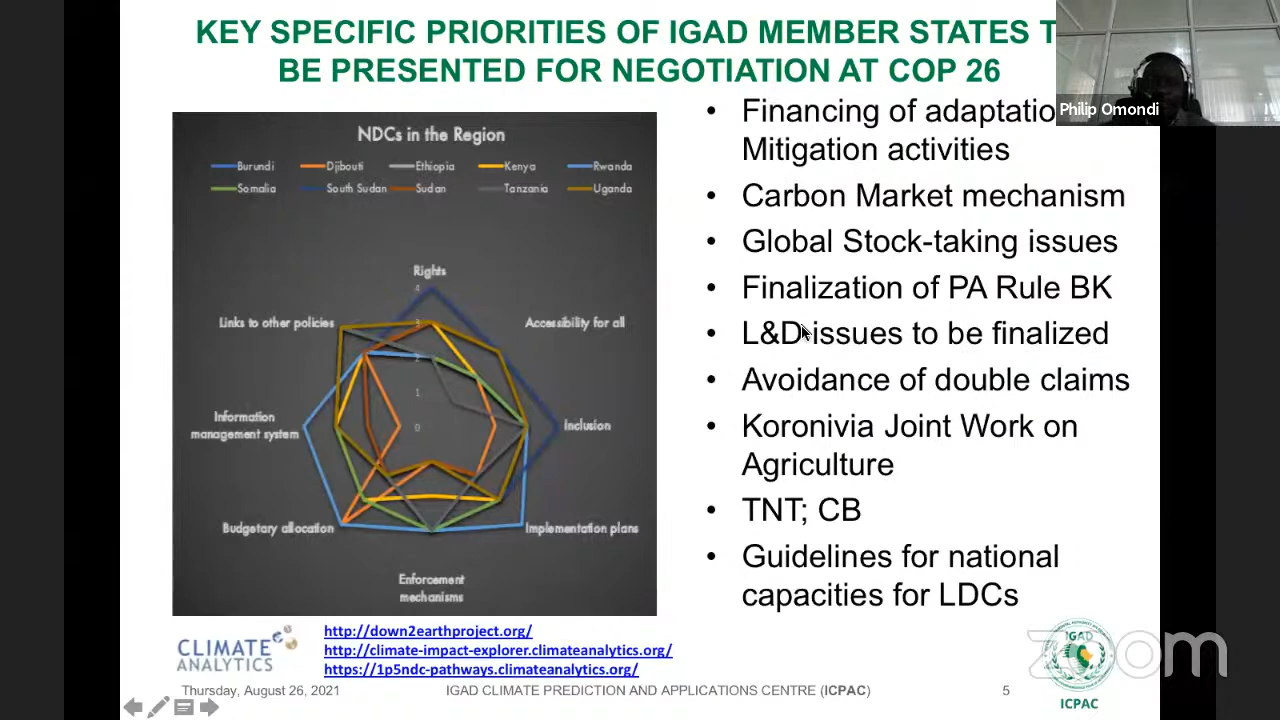 KEY SPECIFIC PRIORITIES OF IGAD MEMBER STATES T
BE PRESENTED FOR NEGOTIATION AT COP 26
Philip Omondi
NDCs in the Region
Burundi Djibouti Ethiopia Kenya Rwanda
Somalia South Sudan Sudan Tanzania Uganda
Rights
4
Links to other policies
3
Accessibility for all
2
1
Information
management system
0
Inclusion
Budgetary allocation
Implementation plans
Enforcement
mechanisms
• Financing of adaptatio
Mitigation activities
• Carbon Market mechanism
• Global Stock-taking issues
• Finalization of PA Rule BK
• L&D issues to be finalized
• Avoidance of double claims
• Koronivia Joint Work on
Agriculture
• TNT; CB
• Guidelines for national
capacities for LDCs
CLIMATE
ANALYTICS
http://down2earthproject.org/
http://climate-impact-explorer.climateanalytics.org/
https://1p5ndc-pathways.climateanalytics.org/
IGAD
zoom
Thursday, August 26, 2021
IGAD CLIMATE PREDICTION AND APPLICATIONS CENTRE (ICPAC)
5
ICPAC